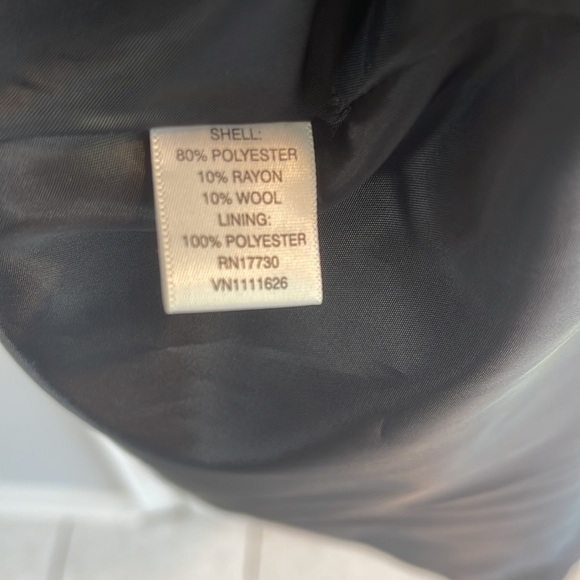 SHELL:
80% POLYESTER
10% RAYON
10% WOOL
LINING:
100% POLYESTER
RN17730
VN1111626